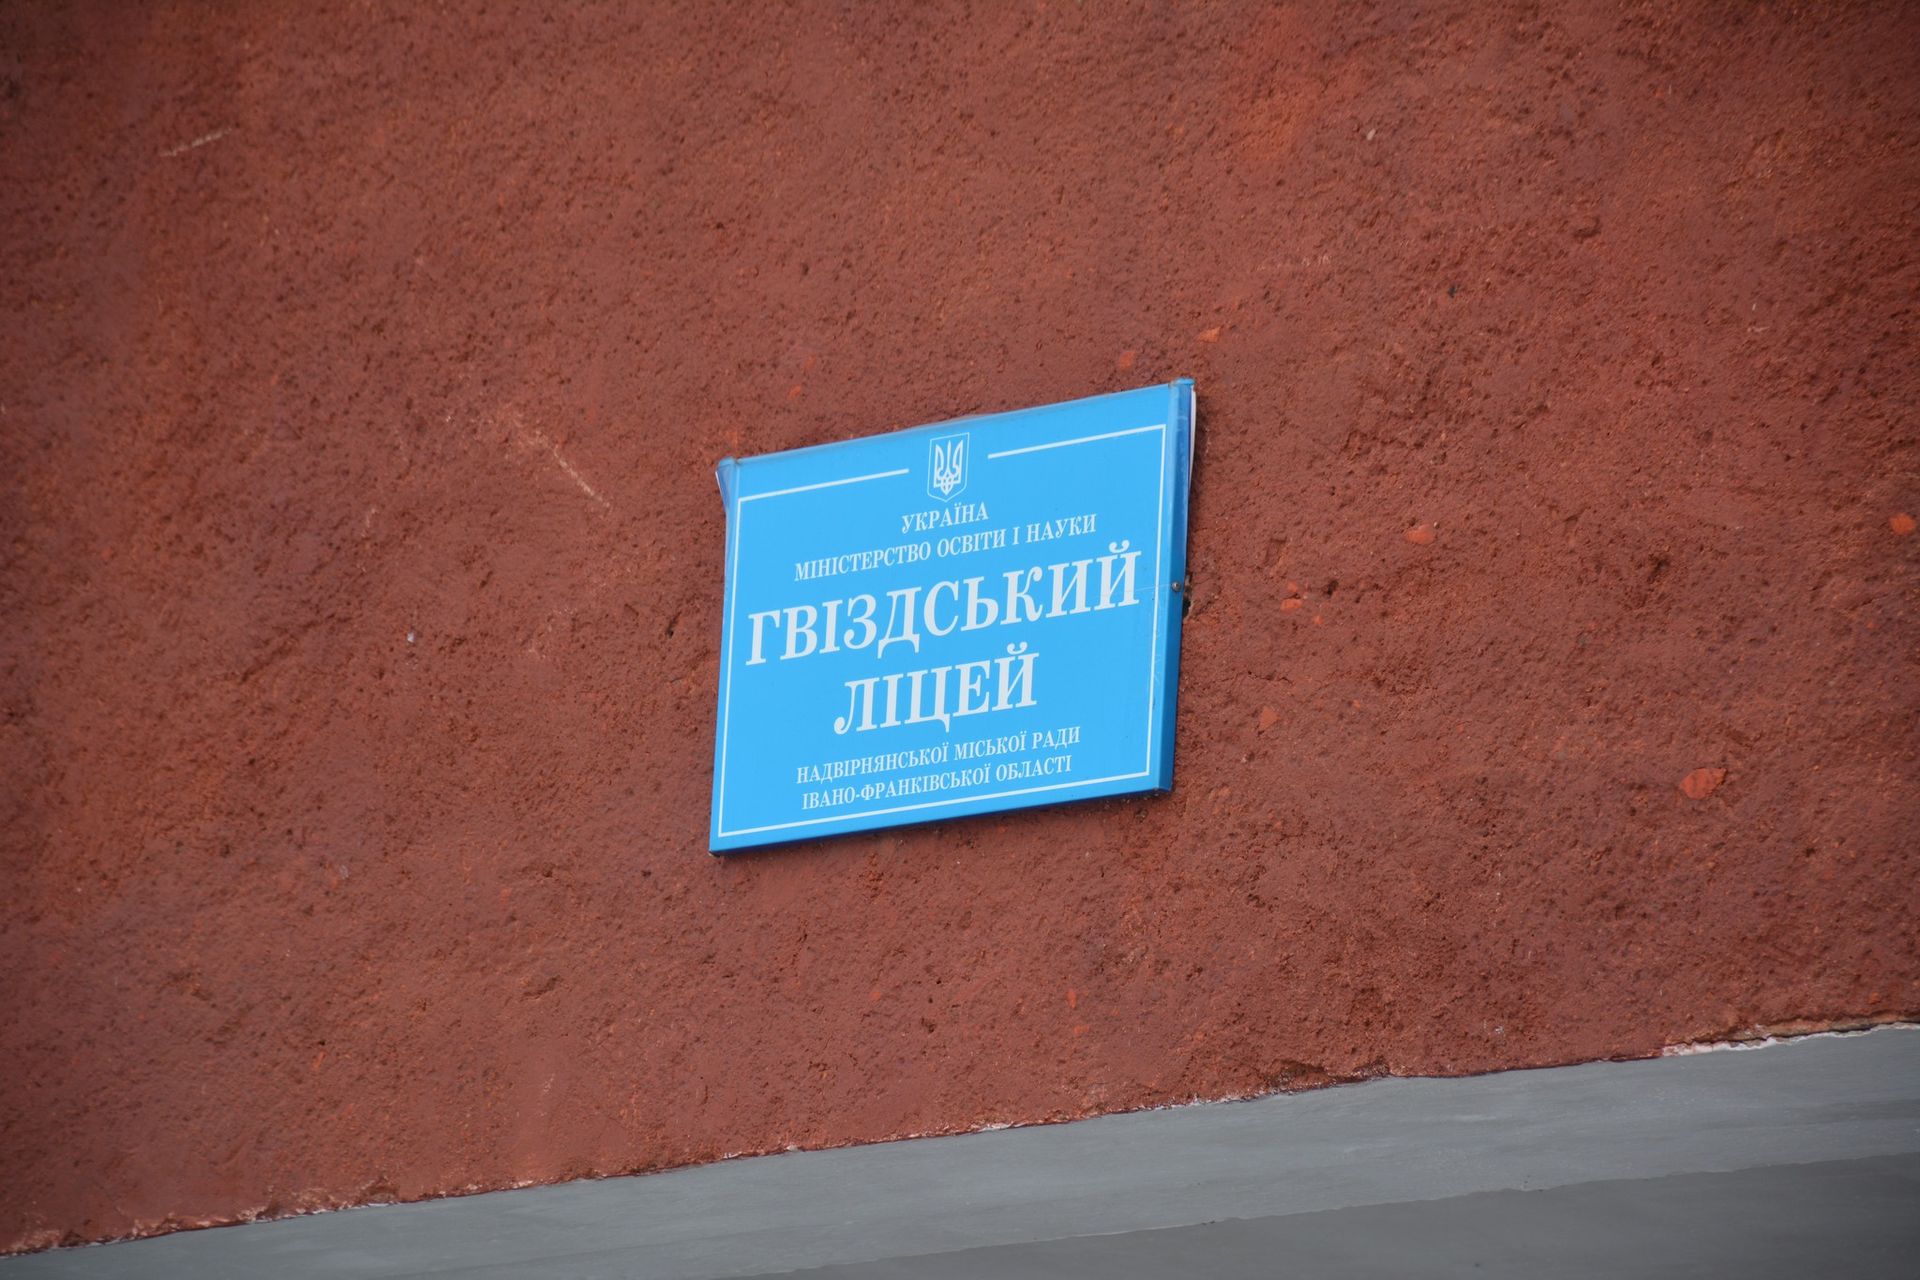 УКРАЇНА
МІНІСТЕРСТВО ОСВІТИ І НАУКИ
ГВІЗДСЬКИЙ
ЛІЦЕЙ
НАДВІРНЯНСЬКОЇ МІСЬКОЇ РАДИ
ІВАНО-ФРАНКІВСЬКОЇ ОБЛАСТІ